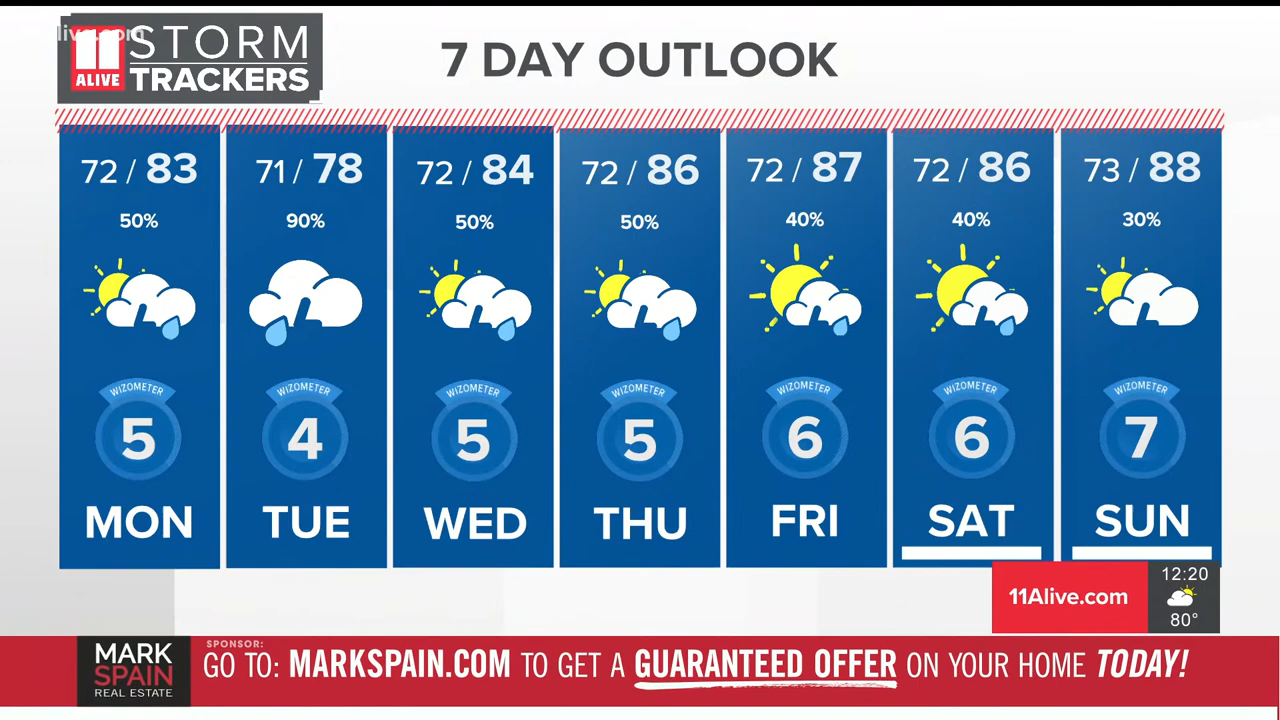 11alive.com
11
ALIVE
STORM
TRACKERS
7 DAY OUTLOOK
72 / 83
50%
WIZOMETER
5
MON
71 / 78
90%
WIZOMETER
4
TUE
72 / 84
50%
WIZOMETER
5
WED
72 / 86
50%
WIZOMETER
5
THU
72 / 87
40%
WIZOMETER
6
FRI
72 / 86
40%
WIZOMETER
6
SAT
73 / 88
30%
WIZOMETER
7
SUN
11Alive.com
12:20
80°
MARK
SPAIN
REAL ESTATE
SPONSOR:
GO TO: MARKSPAIN.COM TO GET A GUARANTEED OFFER ON YOUR HOME TODAY!